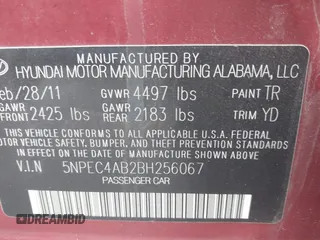 MANUFACTURED BY
HYUNDAI MOTOR MANUFACTURING ALABAMA, LLC
eb/28/11 GVWR 4497 lbs PAINT TR
GAWR FRONT 2425 lbs GAWR REAR 2183 lbs TRIM YD
THIS VEHICLE CONFORMS TO ALL APPLICABLE U.S.A. FEDERAL
MOTOR VEHICLE SAFETY, BUMPER, AND THEFT PREVENTION
STANDARDS IN EFFECT ON THE DATE OF MANUFACTURE SHOWN ABOVE.
V.I.N 5NPEC4AB2BH256067
PASSENGER CAR